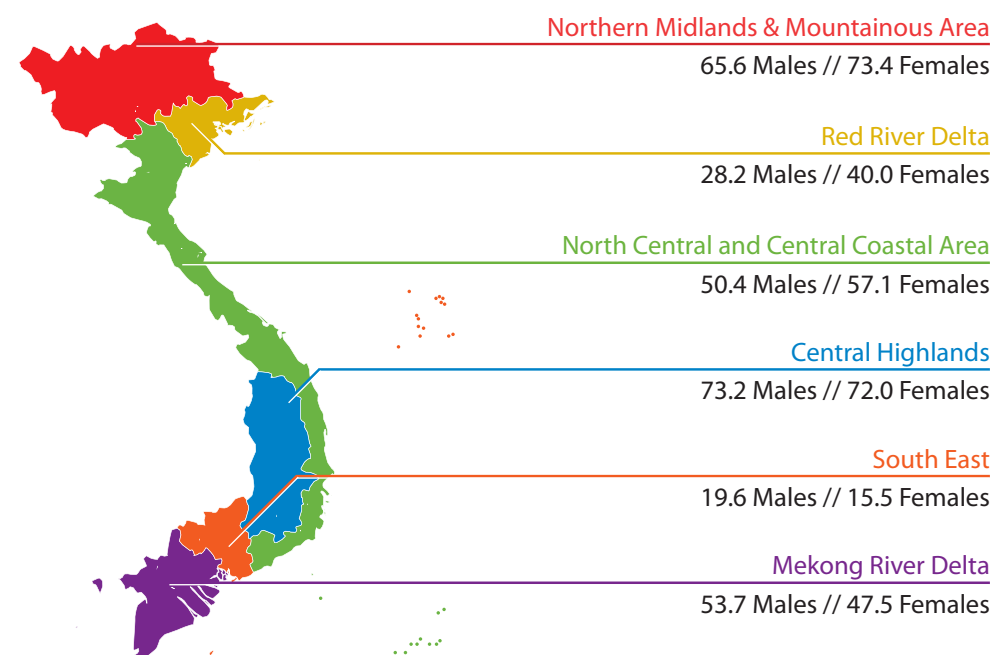 Northern Midlands & Mountainous Area
65.6 Males // 73.4 Females
Red River Delta
28.2 Males // 40.0 Females
North Central and Central Coastal Area
50.4 Males // 57.1 Females
Central Highlands
73.2 Males // 72.0 Females
South East
19.6 Males // 15.5 Females
Mekong River Delta
53.7 Males // 47.5 Females